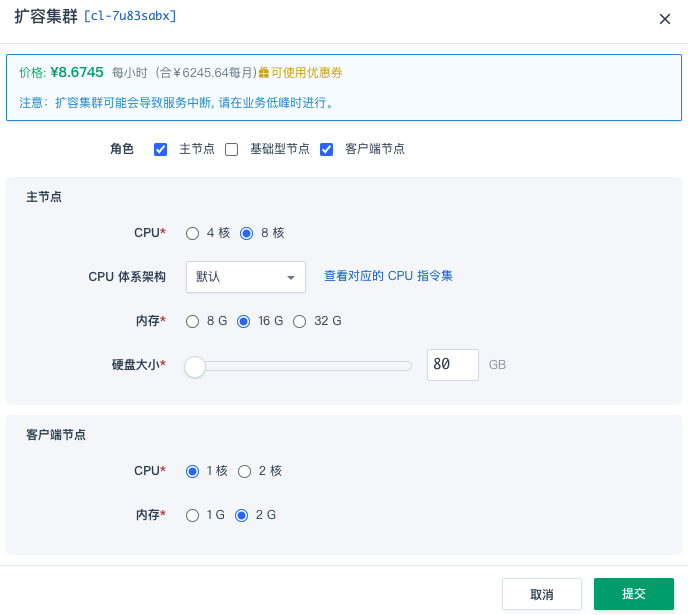 扩容集群 [cl-7u83sabx]
价格: ¥8.6745 每小时 (合¥6245.64每月) 可使用优惠券
注意: 扩容集群可能会导致服务中断, 请在业务低峰时进行。
角色 主节点 基础型节点 客户端节点
主节点
CPU* 4 核 8 核
CPU 体系架构 默认 查看对应的 CPU 指令集
内存* 8 G 16 G 32 G
硬盘大小* 80 GB
客户端节点
CPU* 1 核 2 核
内存* 1 G 2 G
取消 提交